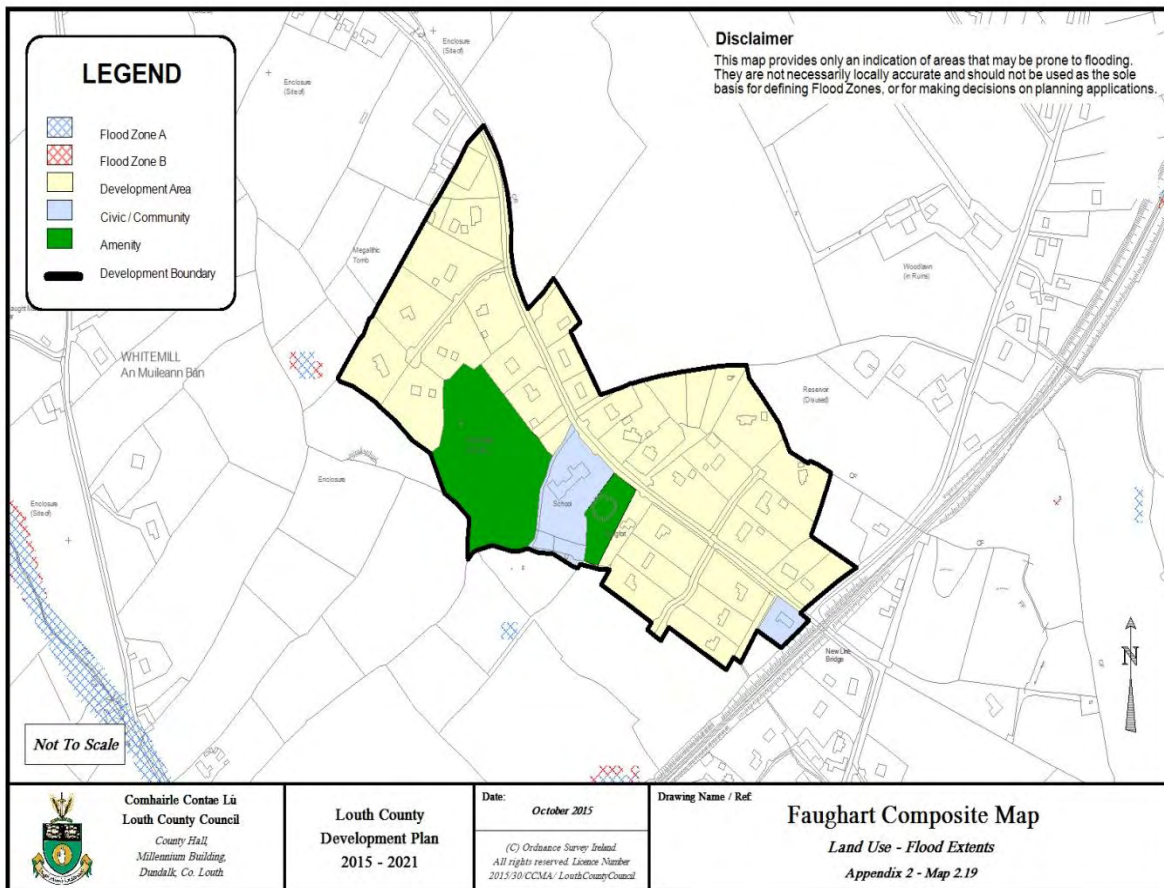 LEGEND
Flood Zone A
Flood Zone B
Development Area
Civic / Community
Amenity
Development Boundary
Disclaimer
This map provides only an indication of areas that may be prone to flooding.
They are not necessarily locally accurate and should not be used as the sole
basis for defining Flood Zones, or for making decisions on planning applications.
Enclosure
(Site of)
Enclosure
(Site of)
Megalithic
Tomb
Woodlawn
(in Ruins)
WHITEMILL
An Muileann Bán
Reservoir
(Disused)
Enclosure
Enclosure
(Site of)
School
New Line
Bridge
N
Not To Scale
Comhairle Contae Lú
Louth County Council
County Hall,
Millennium Building,
Dundalk, Co. Louth
Louth County
Development Plan
2015 - 2021
Date:
October 2015
(C) Ordnance Survey Ireland
All rights reserved. Licence Number
2015/30/CCMA/ LouthCountyCouncil
Drawing Name / Ref:
Faughart Composite Map
Land Use - Flood Extents
Appendix 2 - Map 2.19